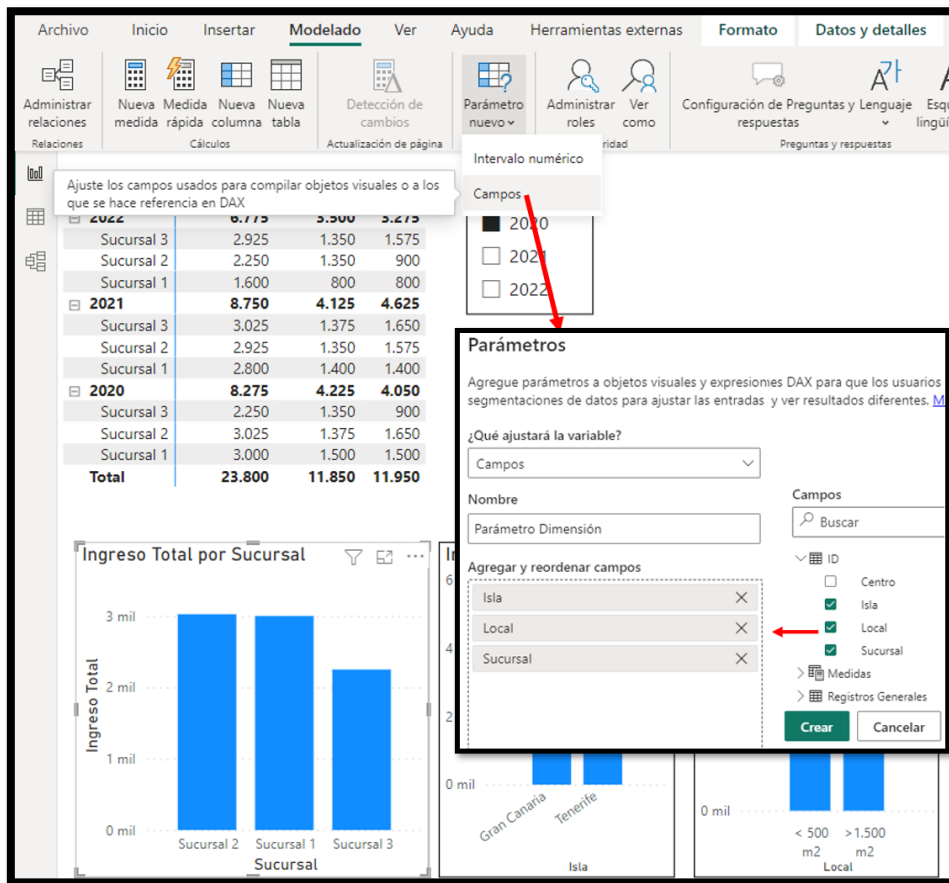 Archivo Inicio Insertar Modelado Ver Ayuda Herramientas externas Formato Datos y detalles
Administrar relaciones
Nueva medida
Medida rápida
Nueva columna
Nueva tabla
Detección de cambios
Parámetro nuevo
Administrar roles
Ver como
Configuración de Preguntas y respuestas
Lenguaje
Relaciones
Cálculos
Actualización de página
Preguntas y respuestas
Intervalo numérico
Campos
Ajuste los campos usados para compilar objetos visuales o a los
que se hace referencia en DAX
2022 6.775 3.500 3.275
Sucursal 3 2.925 1.350 1.575
Sucursal 2 2.250 1.350 900
Sucursal 1 1.600 800 800
2021 8.750 4.125 4.625
Sucursal 3 3.025 1.375 1.650
Sucursal 2 2.925 1.350 1.575
Sucursal 1 2.800 1.400 1.400
2020 8.275 4.225 4.050
Sucursal 3 2.250 1.350 900
Sucursal 2 3.025 1.375 1.650
Sucursal 1 3.000 1.500 1.500
Total 23.800 11.850 11.950
2020
2021
2022
Parámetros
Agregue parámetros a objetos visuales y expresiones DAX para que los usuarios
segmentaciones de datos para ajustar las entradas y ver resultados diferentes. M
¿Qué ajustará la variable?
Campos
Nombre
Parámetro Dimensión
Agregar y reordenar campos
Isla
Local
Sucursal
Campos
Buscar
ID
Centro
Isla
Local
Sucursal
Medidas
Registros Generales
Crear Cancelar
Ingreso Total por Sucursal
Ingreso Total
3 mil
2 mil
1 mil
0 mil
Sucursal 2 Sucursal 1 Sucursal 3
Sucursal
6
4
2
0 mil
Gran Canaria Tenerife
Isla
0 mil
< 500 m2
>1.500 m2
Local